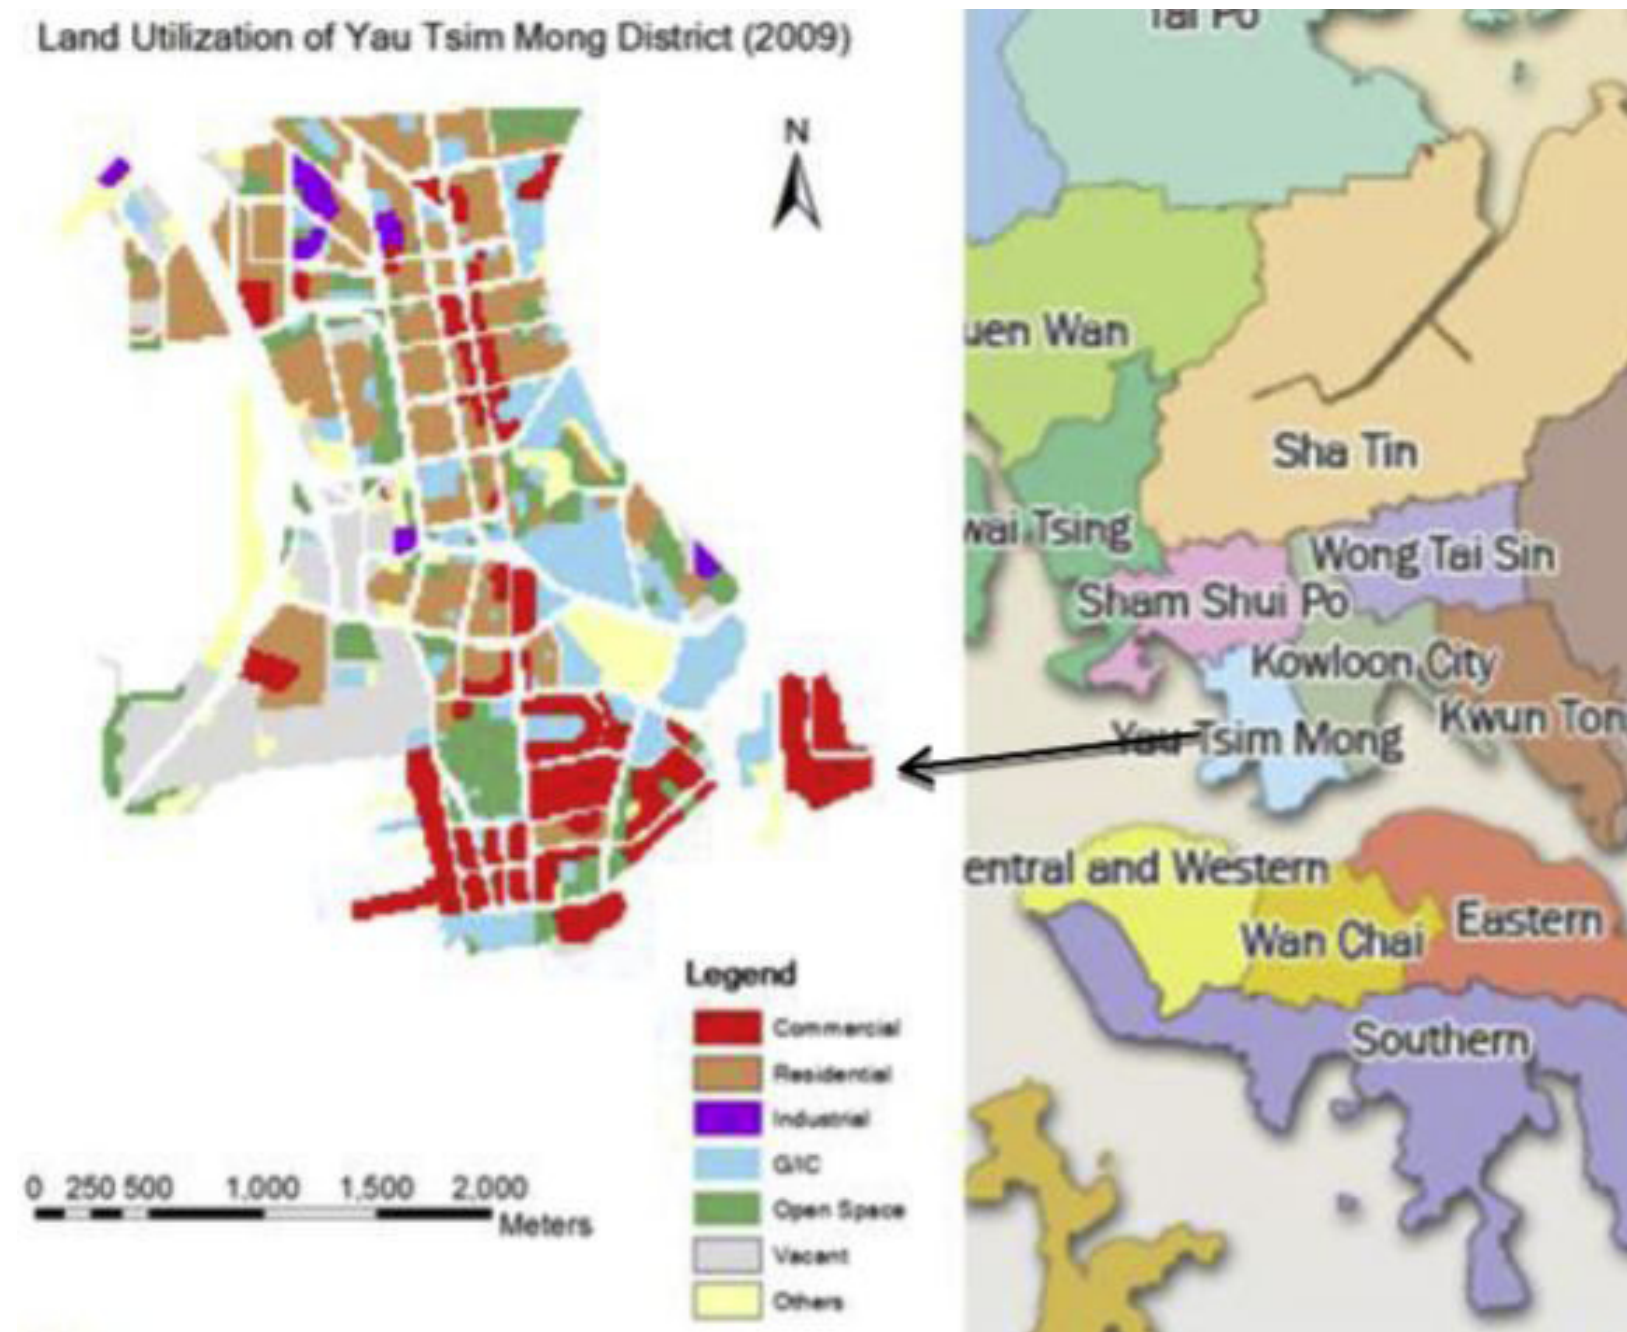 Land Utilization of Yau Tsim Mong District (2009)
N
Legend
Commercial
Residential
Industrial
G/IC
Open Space
Vacant
Others
0 250 500 1,000 1,500 2,000
Meters
Tai Po
uen Wan
Sha Tin
wai Tsing
Wong Tai Sin
Sham Shui Po
Kowloon City
Kwun Ton
Yau Tsim Mong
entral and Western
Wan Chai
Eastern
Southern